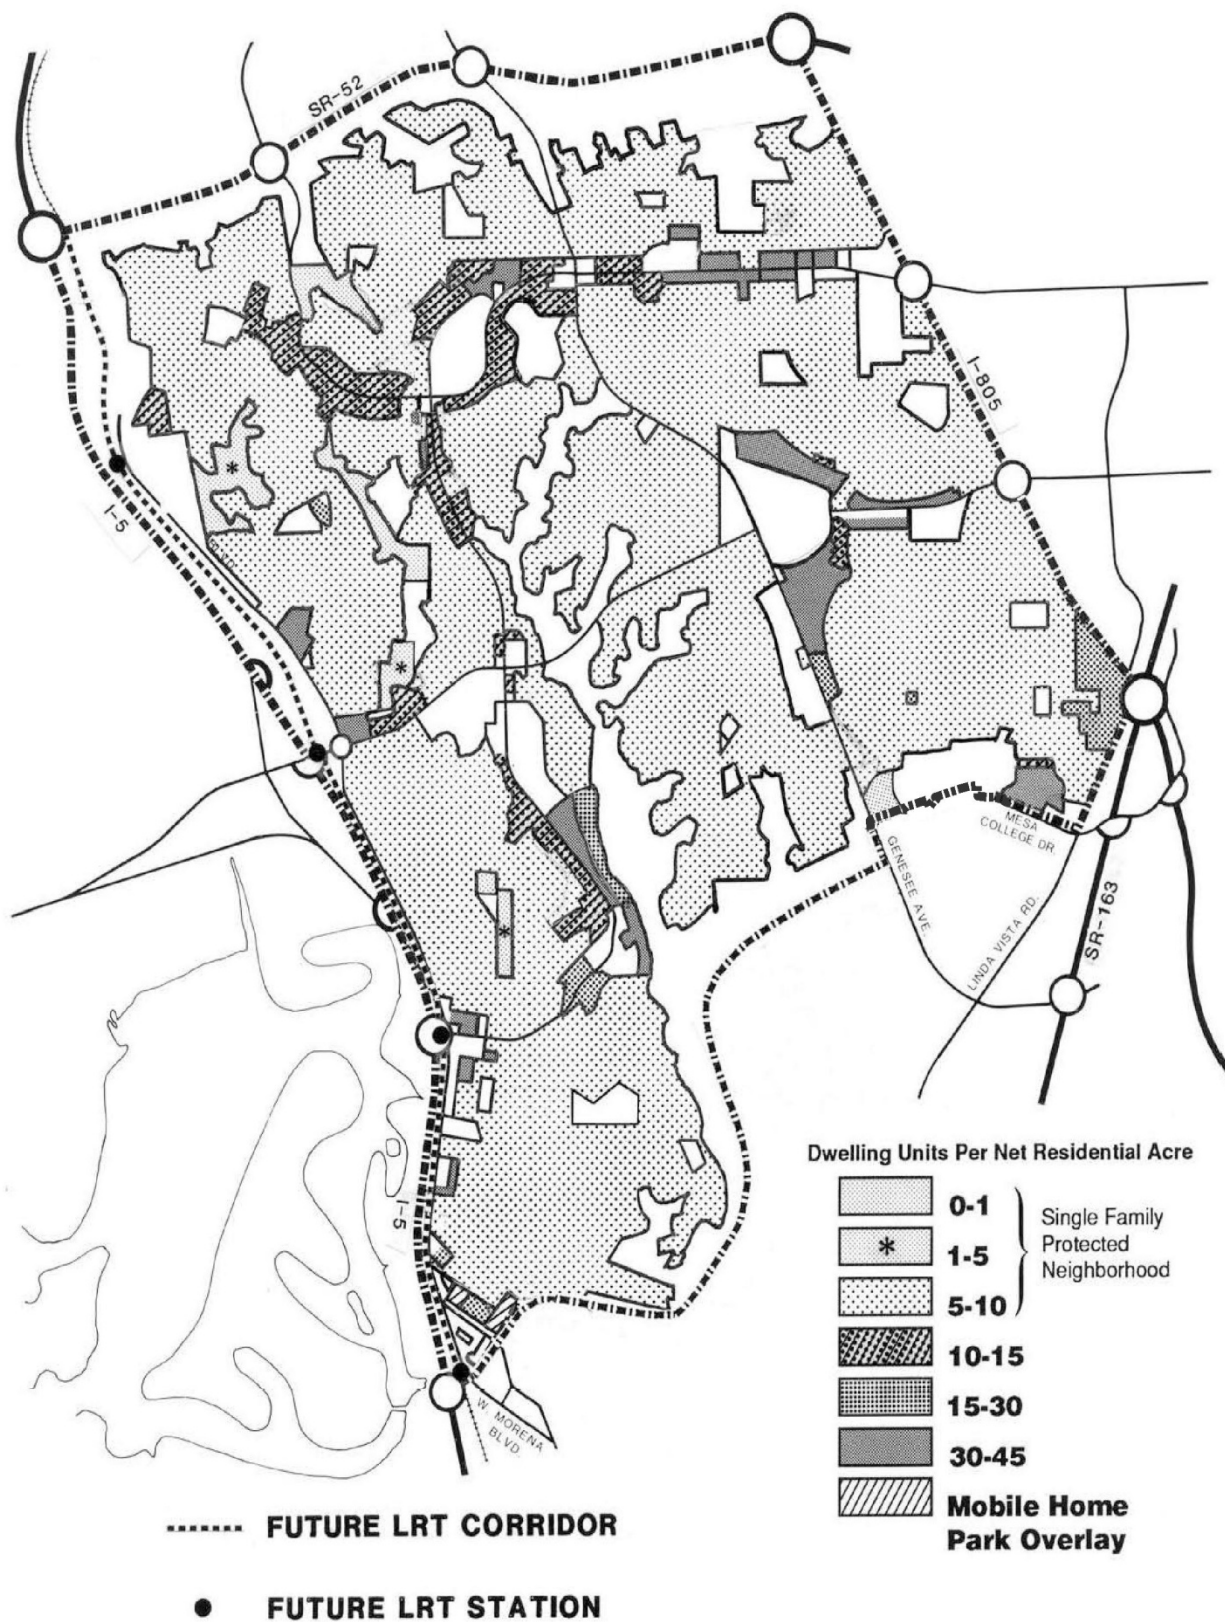 SR-52
I-805
I-5
MESA
COLLEGE DR.
GENESEE AVE.
LINDA VISTA RD.
SR-163
I-5
W. MORENA
BLVD.
Dwelling Units Per Net Residential Acre
0-1
* 1-5
5-10
Single Family
Protected
Neighborhood
10-15
15-30
30-45
Mobile Home
Park Overlay
FUTURE LRT CORRIDOR
FUTURE LRT STATION